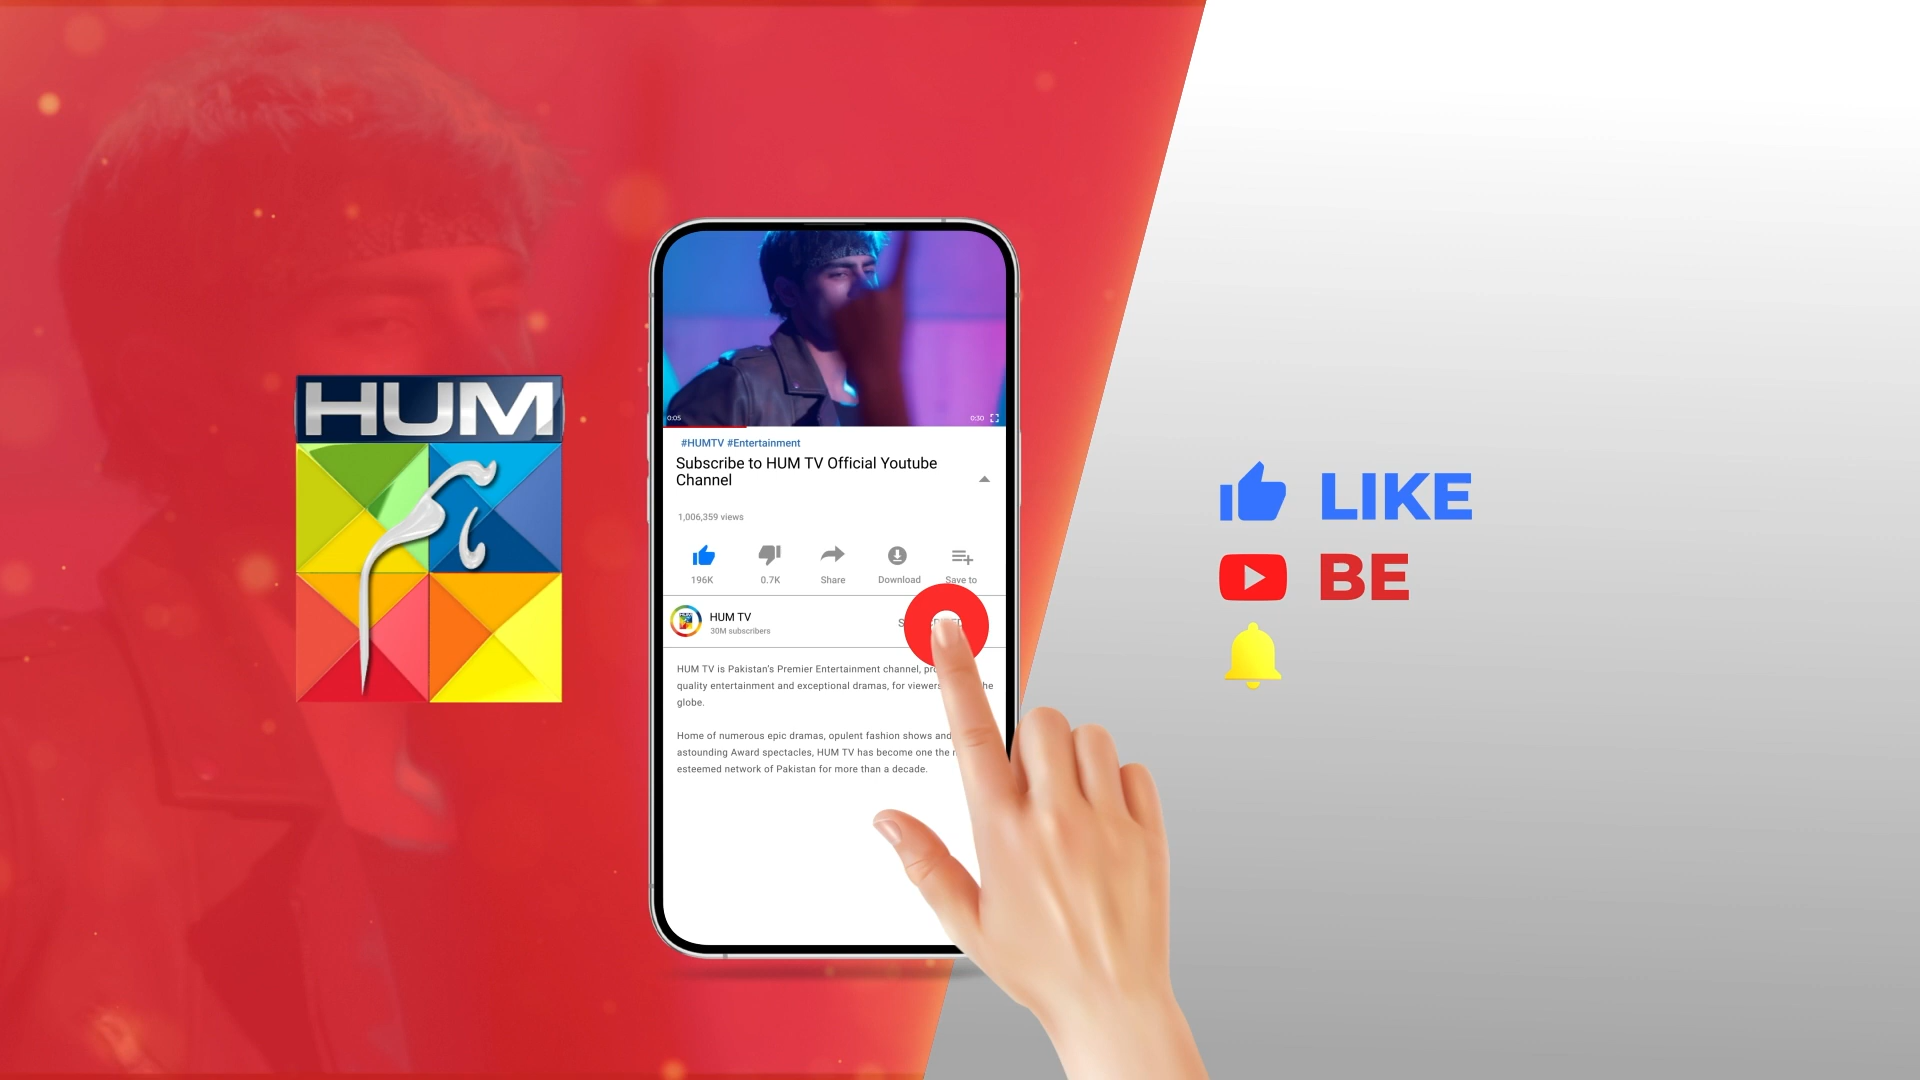 HUM
0:05
0:30
#HUMTV #Entertainment
Subscribe to HUM TV Official Youtube
Channel
1,006,359 views
196K
0.7K
Share
Download
Save to
HUM TV
30M subscribers
HUM TV is Pakistan's Premier Entertainment channel,
quality entertainment and exceptional dramas, for viewers
globe.
Home of numerous epic dramas, opulent fashion shows and
astounding Award spectacles, HUM TV has become one the
esteemed network of Pakistan for more than a decade.
LIKE
BE